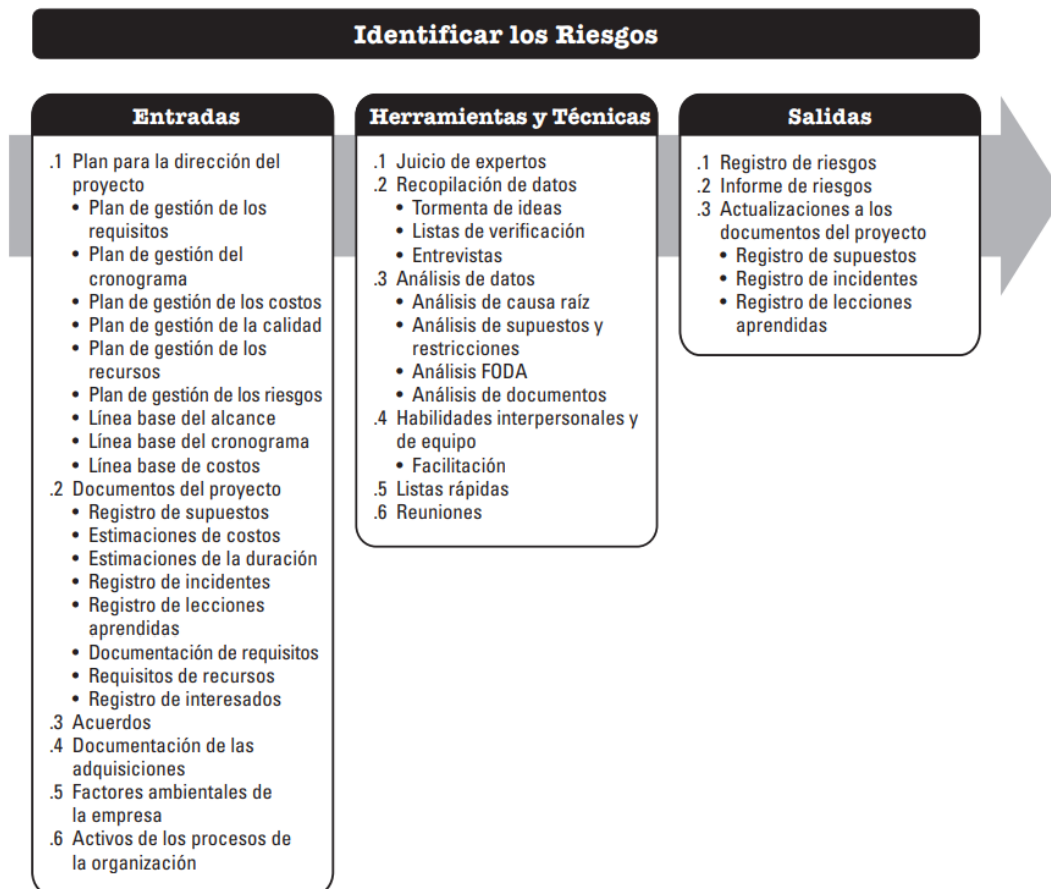 Identificar los Riesgos
Entradas
.1 Plan para la dirección del
proyecto
• Plan de gestión de los
requisitos
• Plan de gestión del
cronograma
• Plan de gestión de los costos
• Plan de gestión de la calidad
• Plan de gestión de los
recursos
• Plan de gestión de los riesgos
• Línea base del alcance
• Línea base del cronograma
• Línea base de costos
.2 Documentos del proyecto
• Registro de supuestos
• Estimaciones de costos
• Estimaciones de la duración
• Registro de incidentes
• Registro de lecciones
aprendidas
• Documentación de requisitos
• Requisitos de recursos
• Registro de interesados
.3 Acuerdos
.4 Documentación de las
adquisiciones
.5 Factores ambientales de
la empresa
.6 Activos de los procesos de
la organización
Herramientas y Técnicas
.1 Juicio de expertos
.2 Recopilación de datos
• Tormenta de ideas
• Listas de verificación
• Entrevistas
.3 Análisis de datos
• Análisis de causa raíz
• Análisis de supuestos y
restricciones
• Análisis FODA
• Análisis de documentos
.4 Habilidades interpersonales y
de equipo
• Facilitación
.5 Listas rápidas
.6 Reuniones
Salidas
.1 Registro de riesgos
.2 Informe de riesgos
.3 Actualizaciones a los
documentos del proyecto
• Registro de supuestos
• Registro de incidentes
• Registro de lecciones
aprendidas